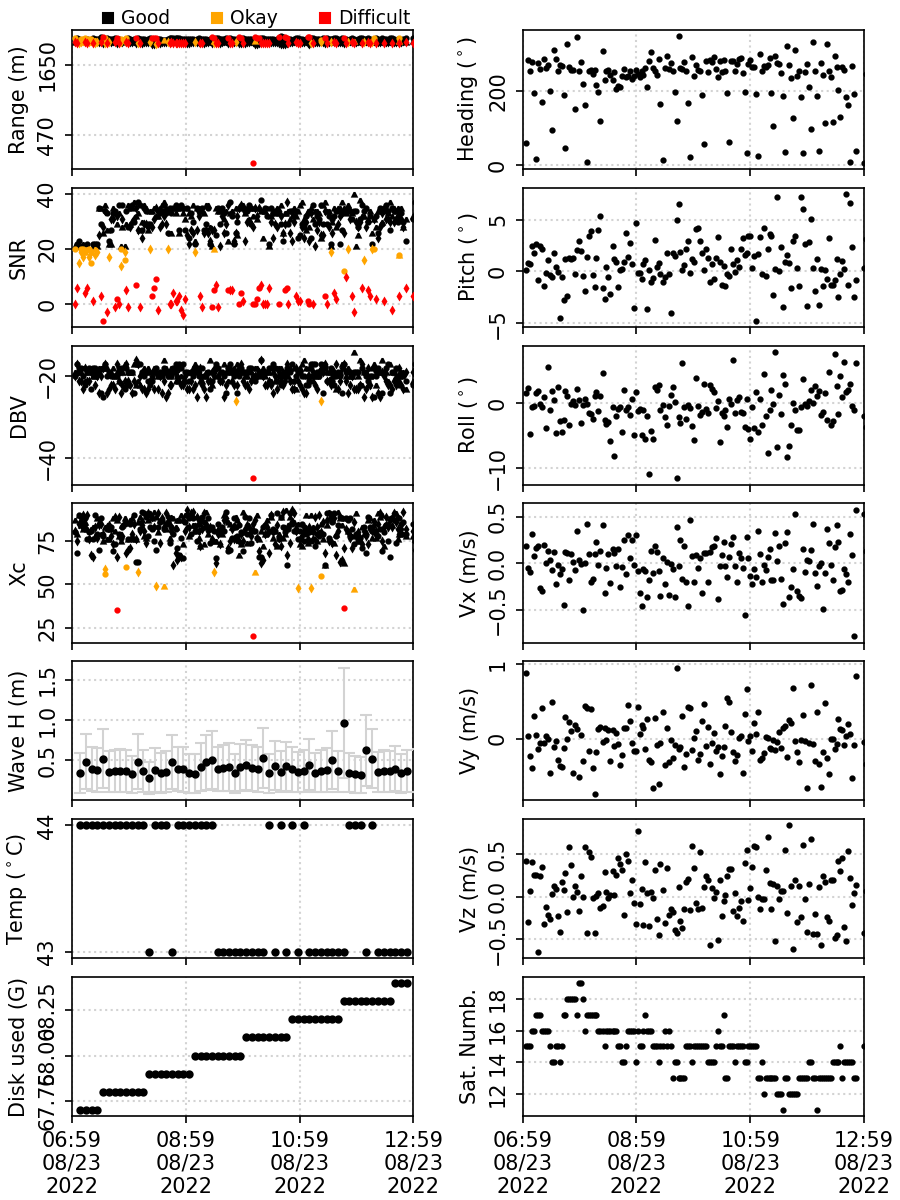 Good Okay Difficult
Range (m) 1650 470
Heading (°) 200 0
SNR 40 20 0
Pitch (°) 5 0 −5
DBV −20 −40
Roll (°) 0 −10
Xc 75 50 25
Vx (m/s) 0.5 0.0 −0.5
Wave H (m) 1.5 1.0 0.5
Vy (m/s) 1 0
Temp (°C) 44 43
Vz (m/s) 0.5 0.0 −0.5
Disk used (G) 68.25 68.00 67.75
Sat. Numb. 18 16 14 12
06:59 08:59 10:59 12:59 06:59 08:59 10:59 12:59
08/23 08/23 08/23 08/23 08/23 08/23 08/23 08/23
2022 2022 2022 2022 2022 2022 2022 2022